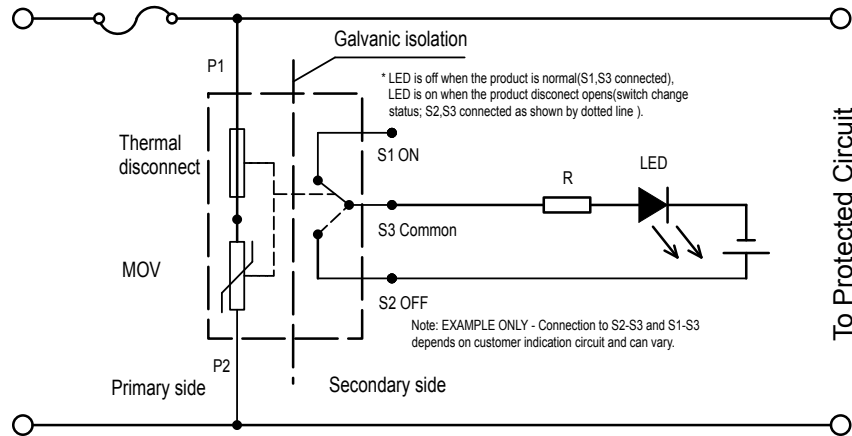 Galvanic isolation
P1
* LED is off when the product is normal(S1,S3 connected),
LED is on when the product disconect opens(switch change
status; S2,S3 connected as shown by dotted line ).
Thermal
disconnect
S1 ON
R
LED
S3 Common
MOV
S2 OFF
Note: EXAMPLE ONLY - Connection to S2-S3 and S1-S3
depends on customer indication circuit and can vary.
P2
Primary side
Secondary side
To Protected Circuit